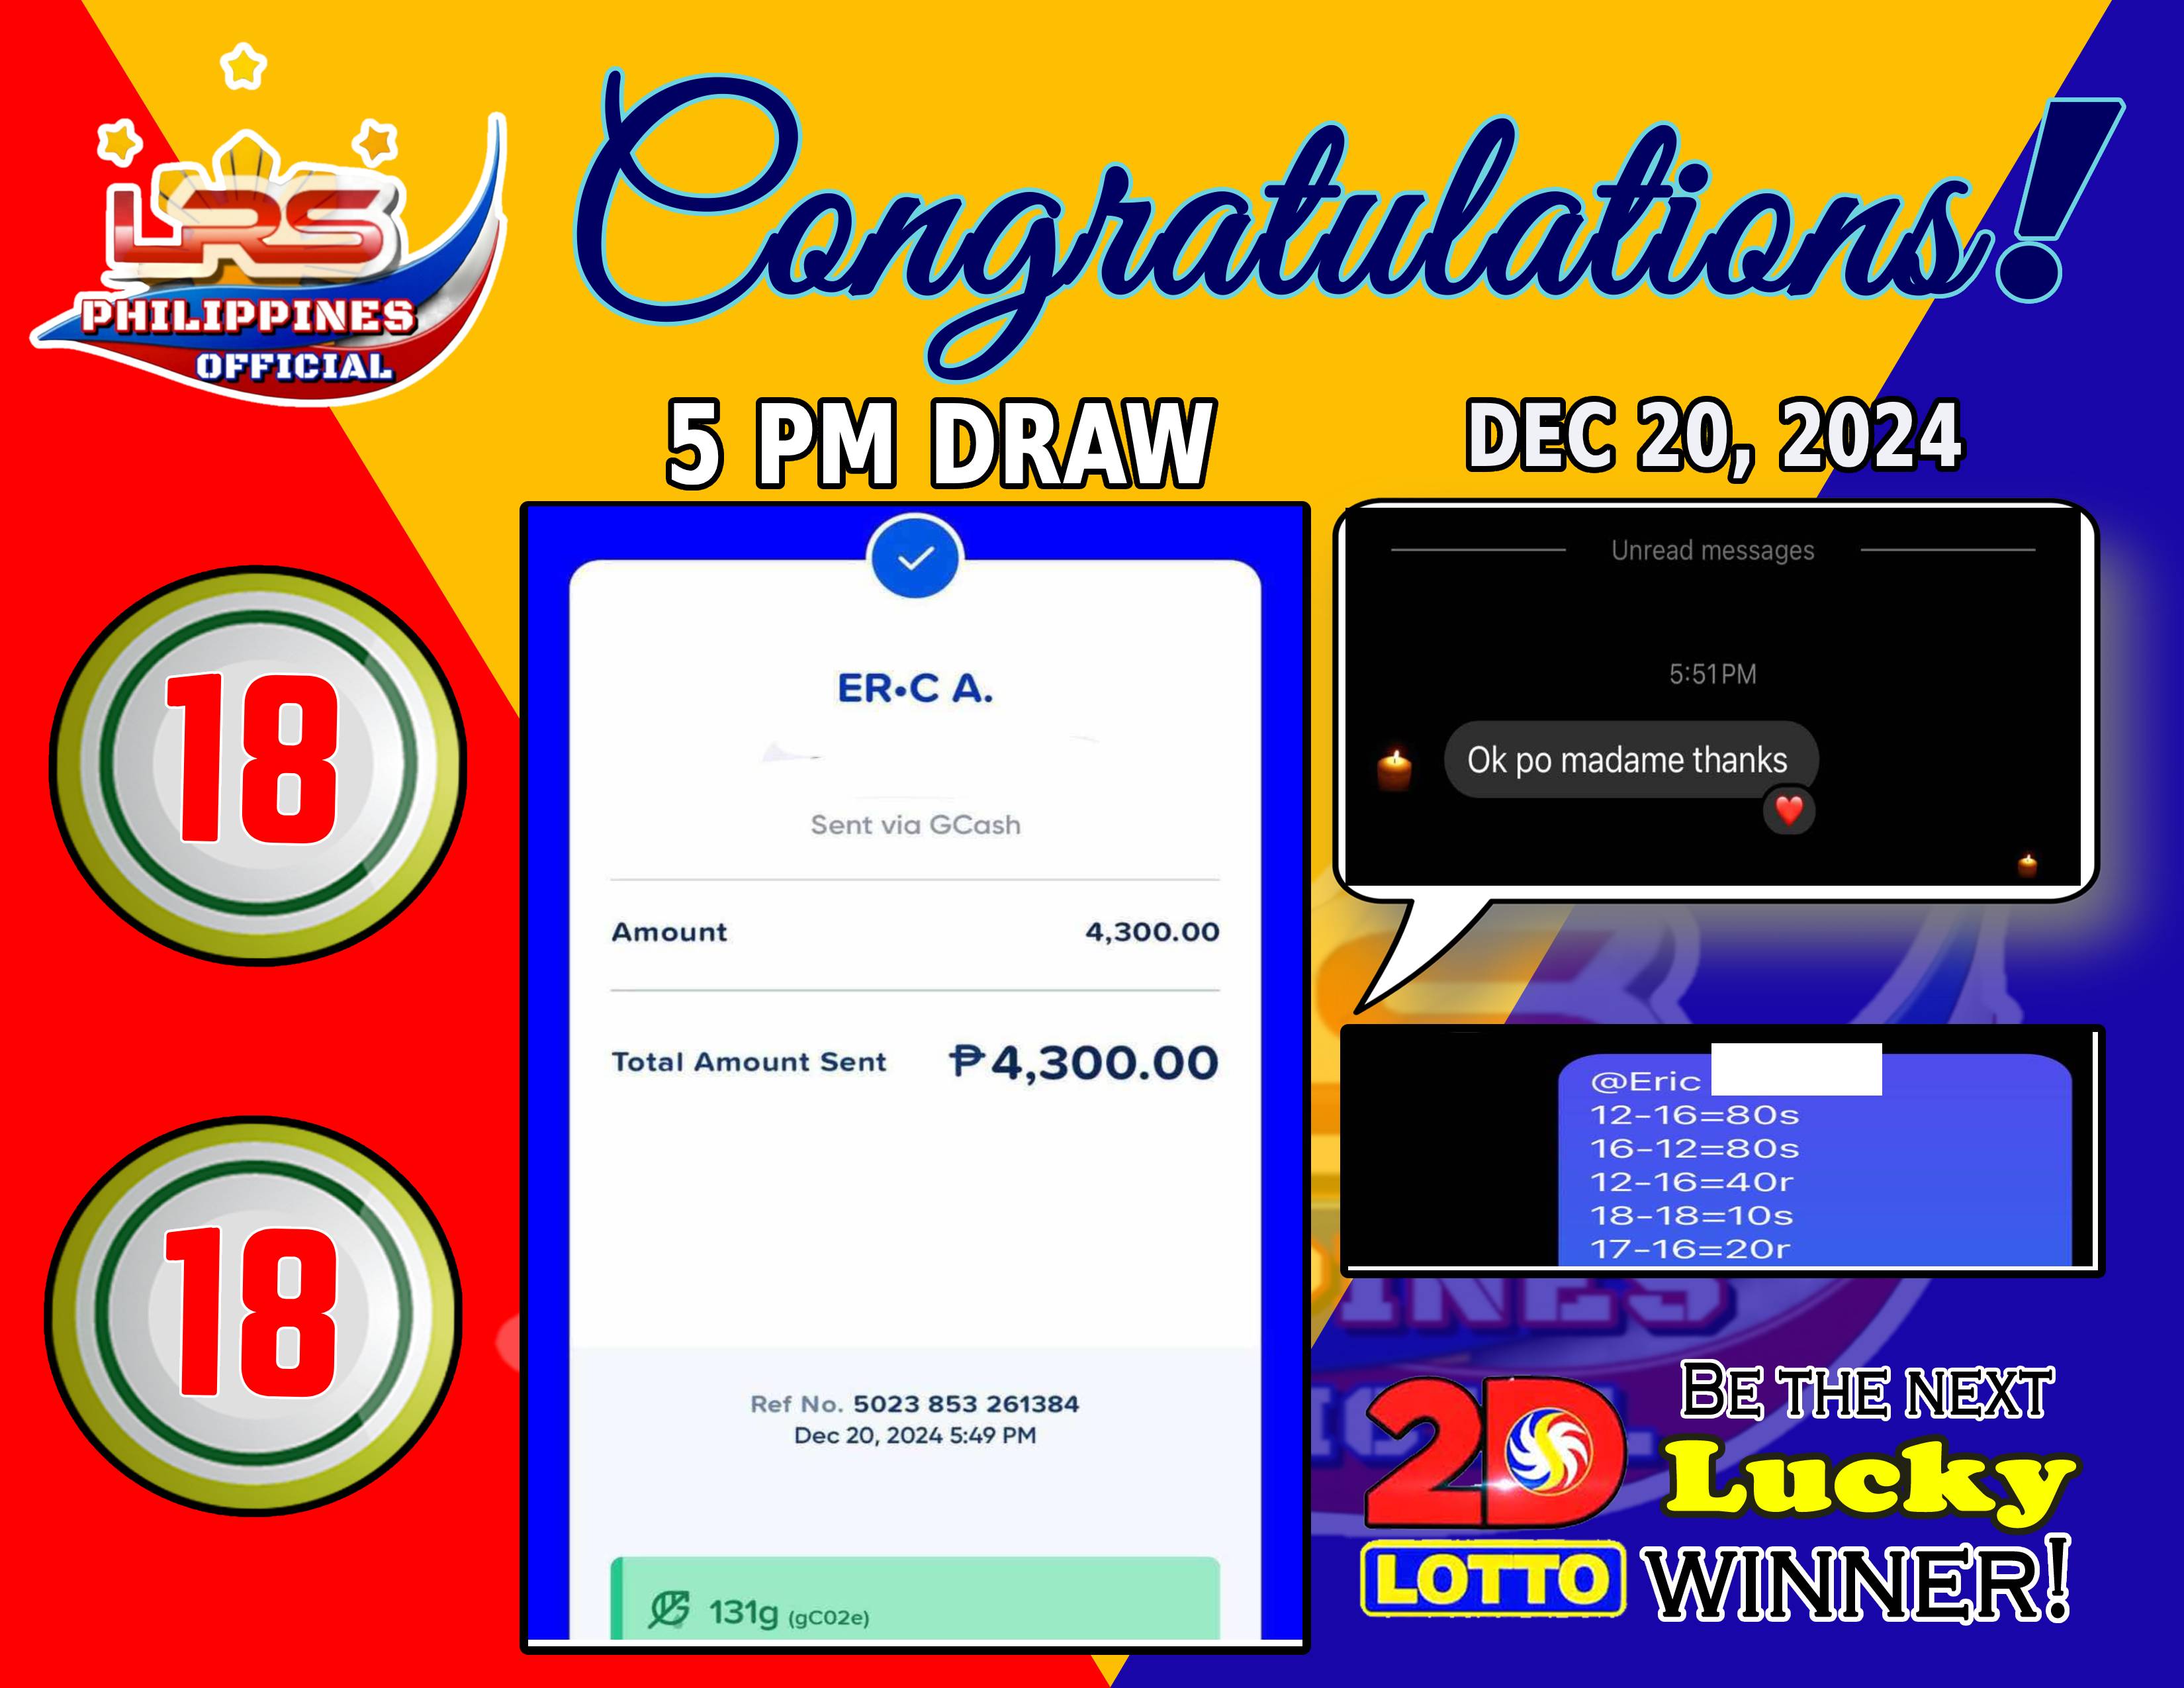 LRS
PHILIPPINES
OFFICIAL
Congratulations!
5 PM DRAW
DEC 20, 2024
18
18
ER•C A.
Sent via GCash
Amount 4,300.00
Total Amount Sent ₱4,300.00
Ref No. 5023 853 261384
Dec 20, 2024 5:49 PM
131g (gC02e)
Unread messages
5:51 PM
Ok po madame thanks
@Eric
12-16=80s
16-12=80s
12-16=40r
18-18=10s
17-16=20r
2D
LOTTO
BE THE NEXT
Lucky
WINNER!